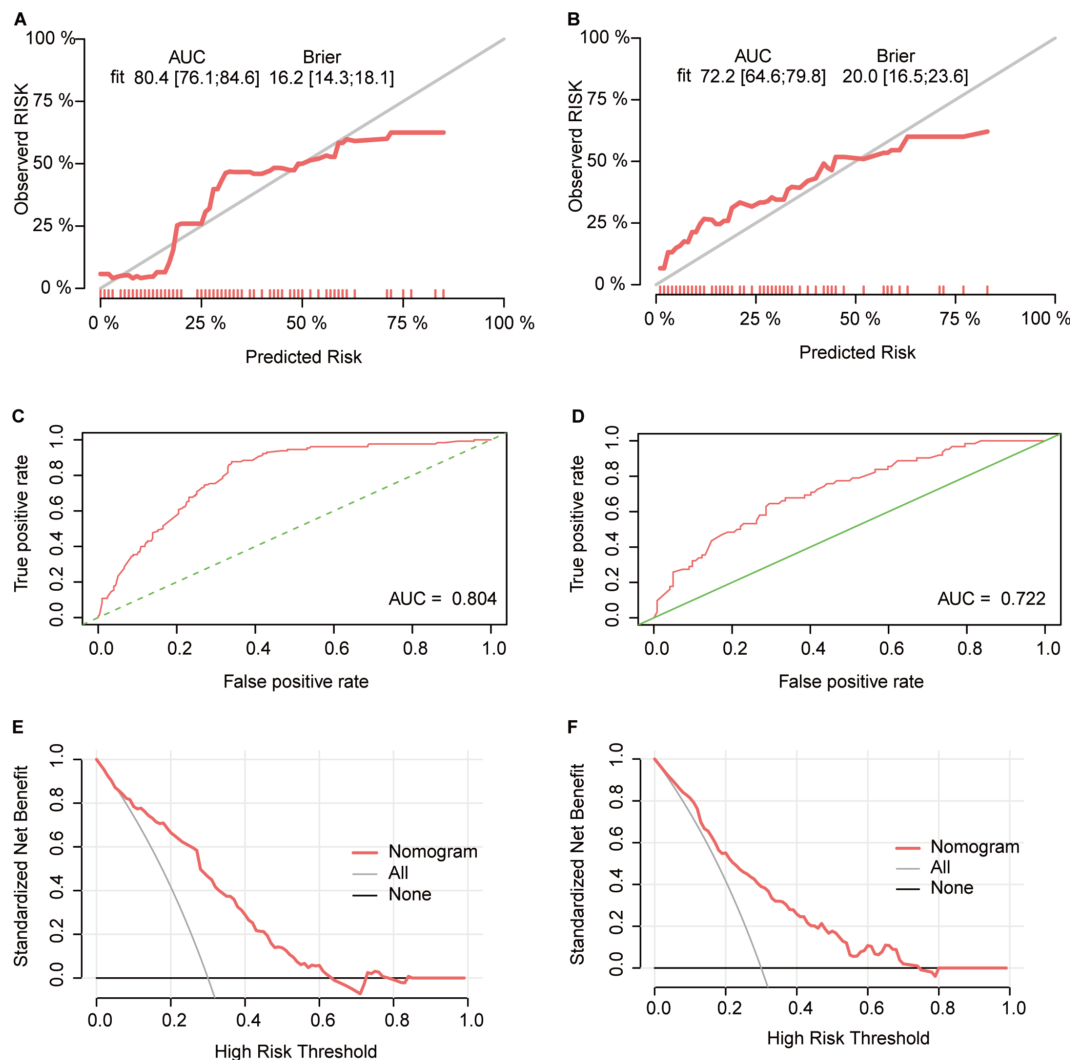 A
100 %
75 %
50 %
25 %
0 %
Observerd RISK
AUC Brier
fit 80.4 [76.1;84.6] 16.2 [14.3;18.1]
0 % 25 % 50 % 75 % 100 %
Predicted Risk
B
100 %
75 %
50 %
25 %
0 %
Observerd RISK
AUC Brier
fit 72.2 [64.6;79.8] 20.0 [16.5;23.6]
0 % 25 % 50 % 75 % 100 %
Predicted Risk
C
True positive rate
1.0
0.8
0.6
0.4
0.2
0.0
AUC = 0.804
0.0 0.2 0.4 0.6 0.8 1.0
False positive rate
D
True positive rate
1.0
0.8
0.6
0.4
0.2
0.0
AUC = 0.722
0.0 0.2 0.4 0.6 0.8 1.0
False positive rate
E
Standardized Net Benefit
1.0
0.8
0.6
0.4
0.2
0.0
Nomogram
All
None
0.0 0.2 0.4 0.6 0.8 1.0
High Risk Threshold
F
Standardized Net Benefit
1.0
0.8
0.6
0.4
0.2
0.0
Nomogram
All
None
0.0 0.2 0.4 0.6 0.8 1.0
High Risk Threshold